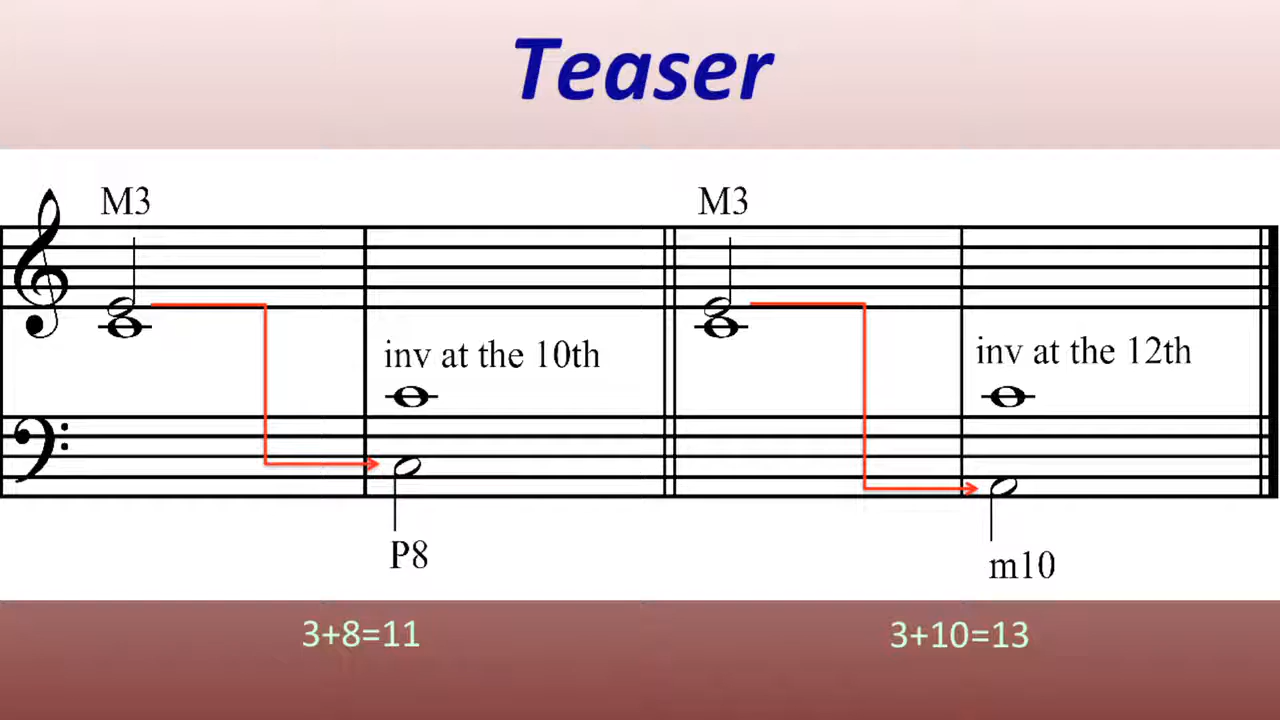 Teaser
M3
M3
inv at the 10th
inv at the 12th
P8
m10
3+8=11
3+10=13